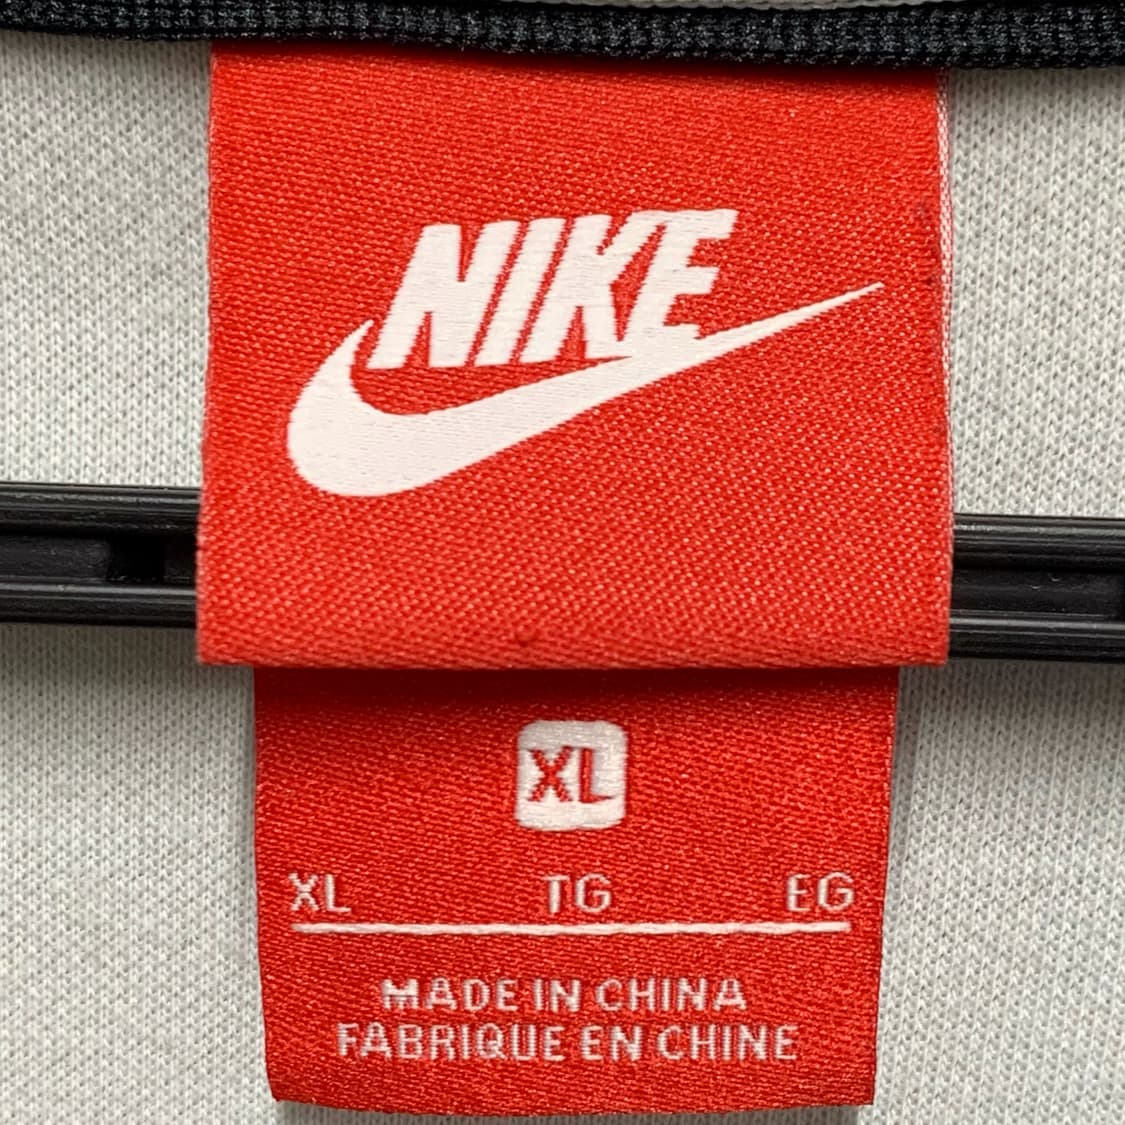 NIKE
XL
XL TG EG
MADE IN CHINA
FABRIQUE EN CHINE